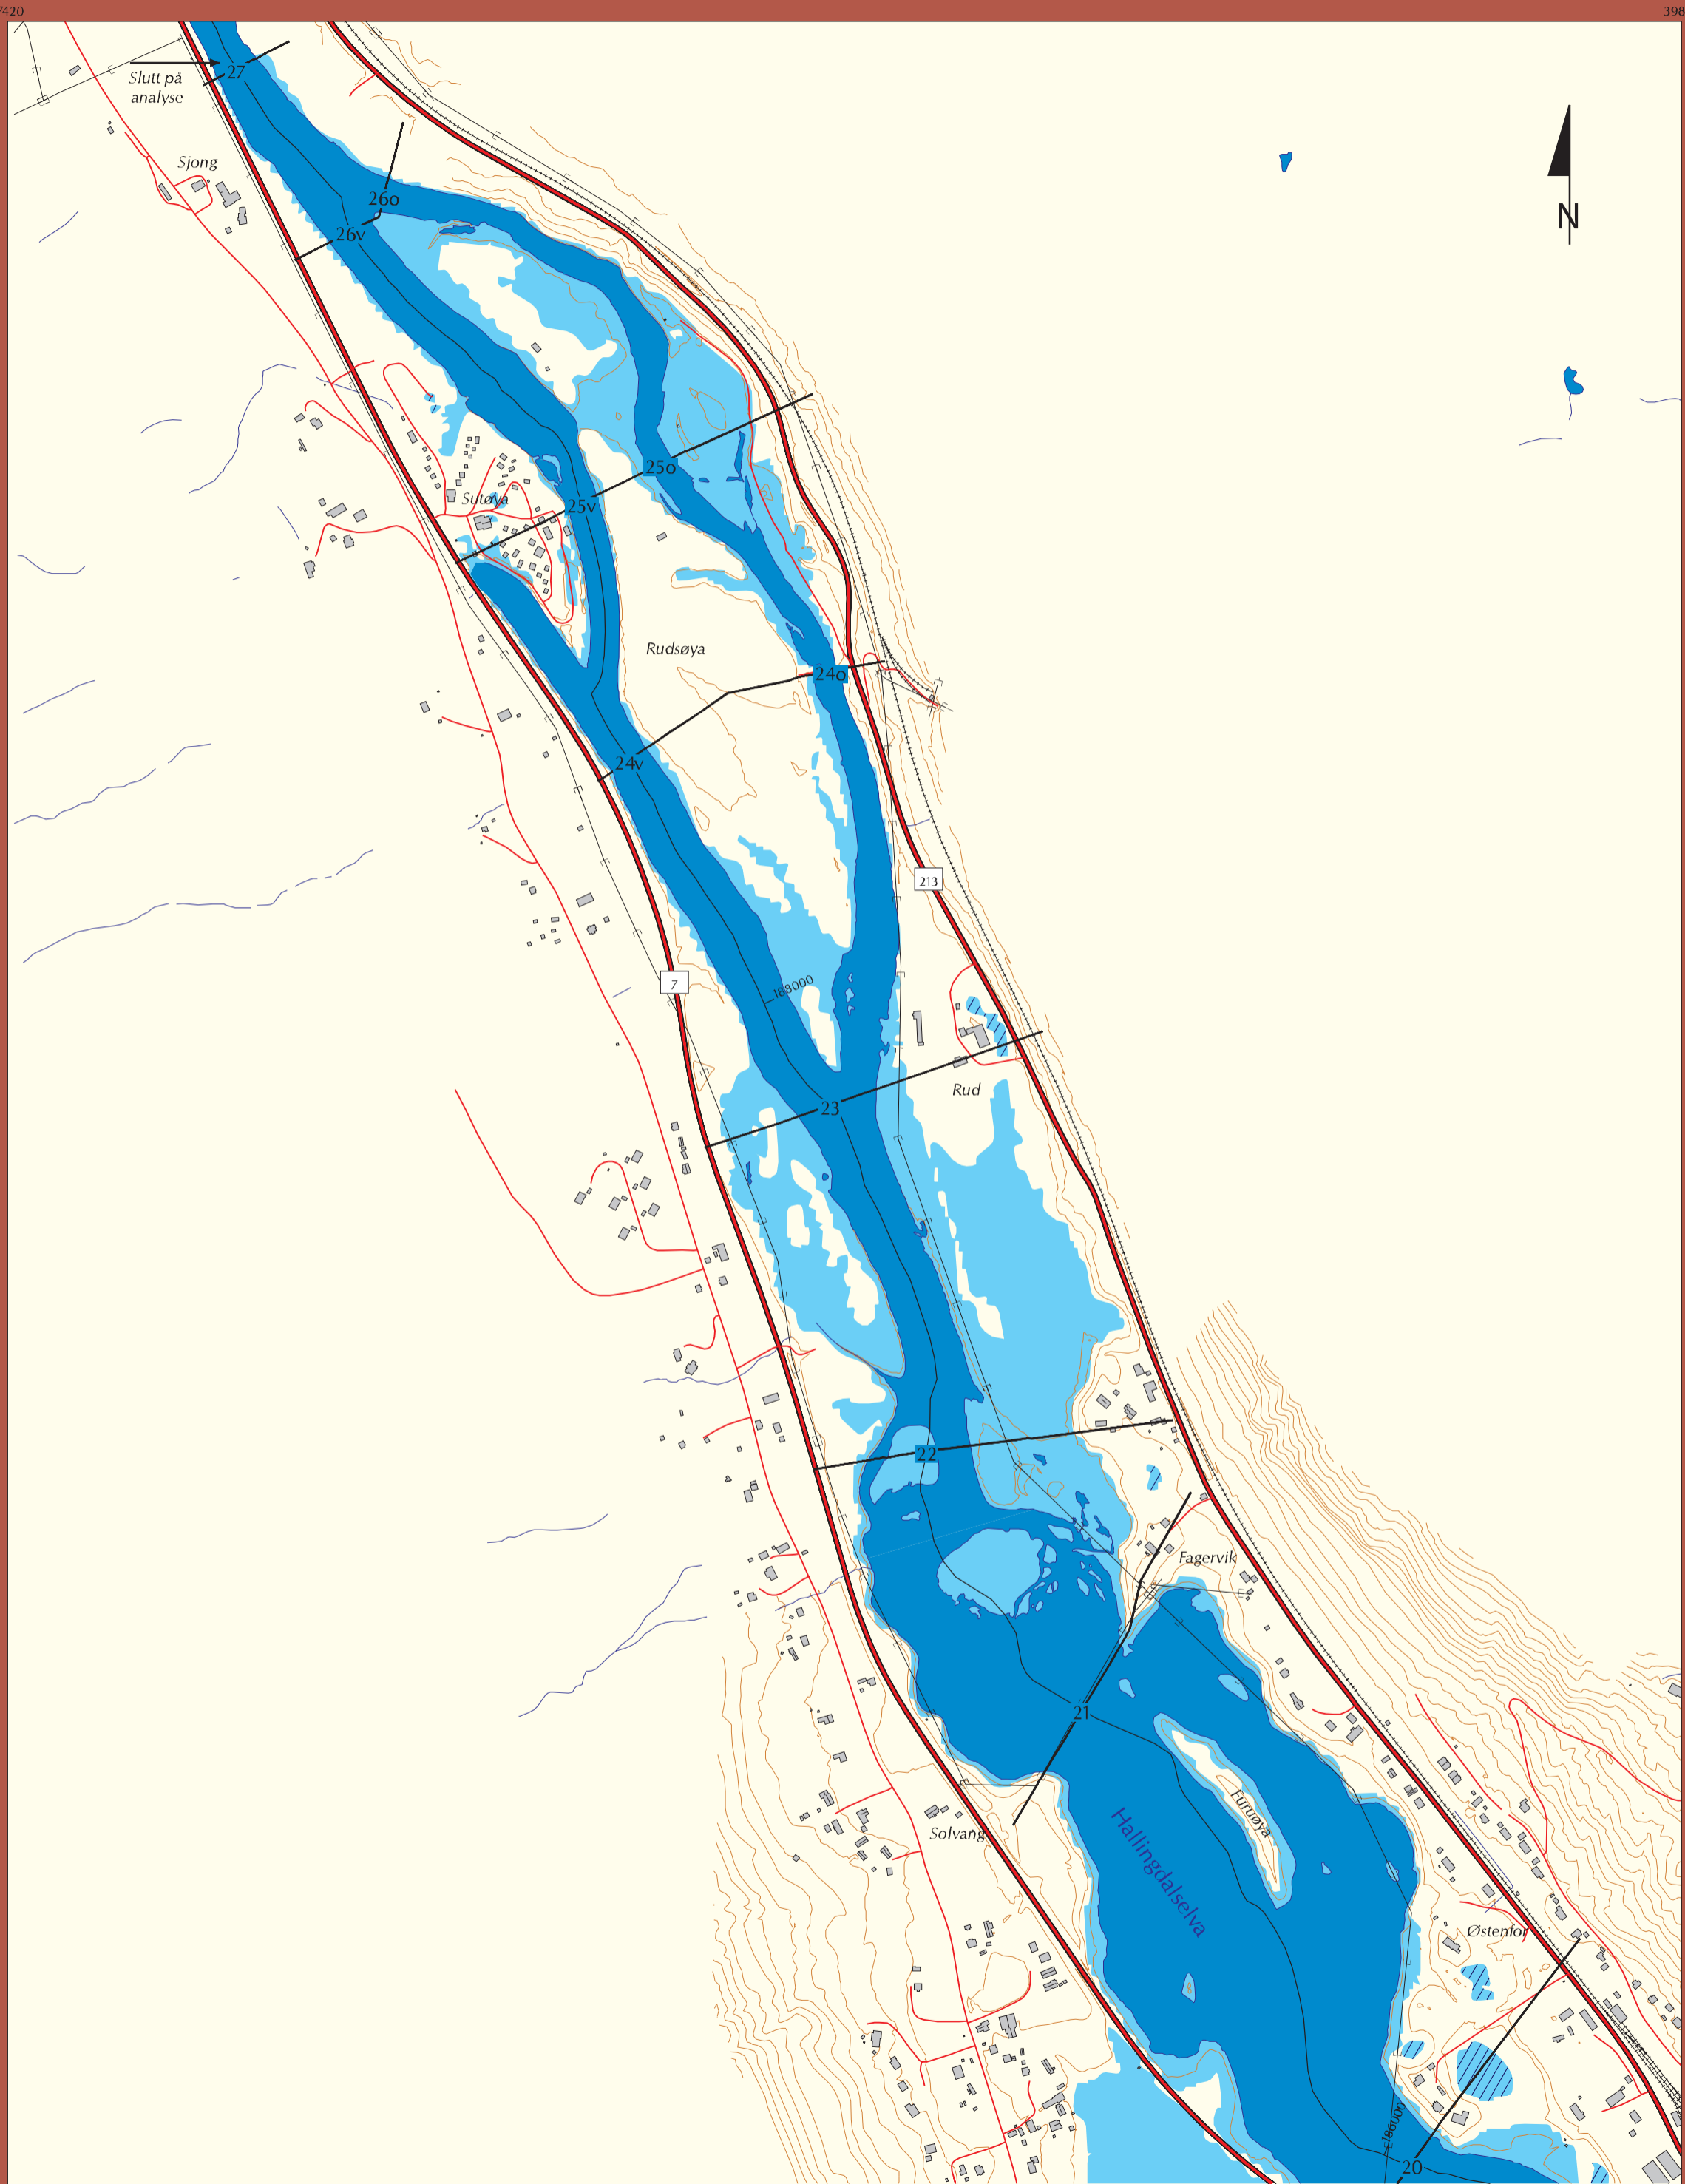 7420
398
27
Slutt på
analyse
Sjong
26o
26v
N
25o
Sutøya
25v
Rudsøya
24o
24v
213
7
188000
Rud
23
22
Fagervik
21
Furuøya
Solvang
Hallingdalselva
Østenfor
186000
20